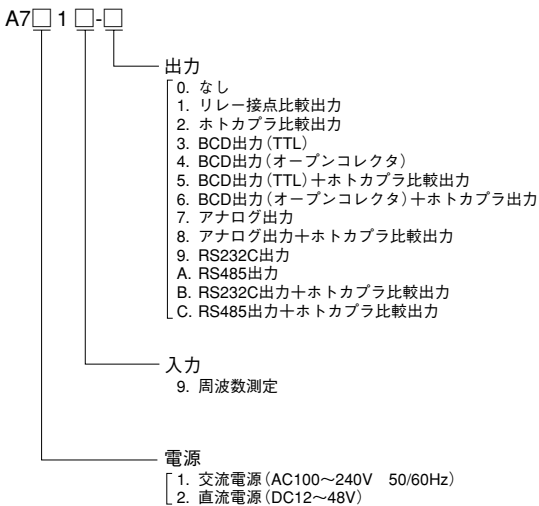 A7□ 1 □-□
出力
0. なし
1. リレー接点比較出力
2. ホトカプラ比較出力
3. BCD出力(TTL)
4. BCD出力(オープンコレクタ)
5. BCD出力(TTL)+ホトカプラ比較出力
6. BCD出力(オープンコレクタ)+ホトカプラ出力
7. アナログ出力
8. アナログ出力+ホトカプラ比較出力
9. RS232C出力
A. RS485出力
B. RS232C出力+ホトカプラ比較出力
C. RS485出力+ホトカプラ比較出力
入力
9. 周波数測定
電源
1. 交流電源(AC100〜240V 50/60Hz)
2. 直流電源(DC12〜48V)